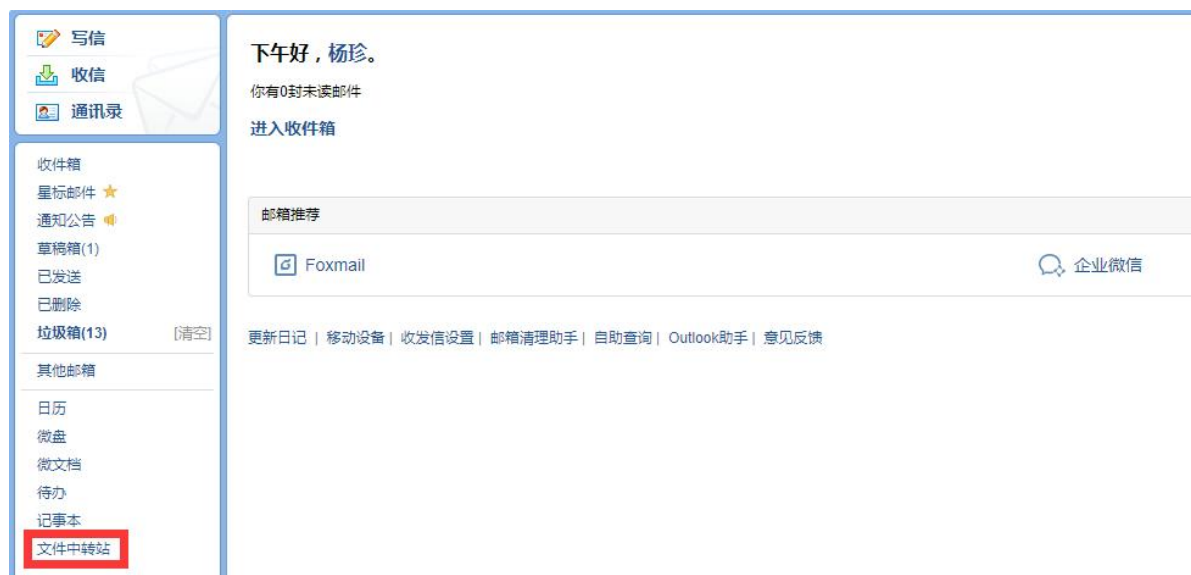 写信
收信
通讯录
收件箱
星标邮件
通知公告
草稿箱(1)
已发送
已删除
垃圾箱(13) [清空]
其他邮箱
日历
微盘
微文档
待办
记事本
文件中转站
下午好，杨珍。
你有0封未读邮件
进入收件箱
邮箱推荐
Foxmail 企业微信
更新日记 | 移动设备 | 收发信设置 | 邮箱清理助手 | 自助查询 | Outlook助手 | 意见反馈